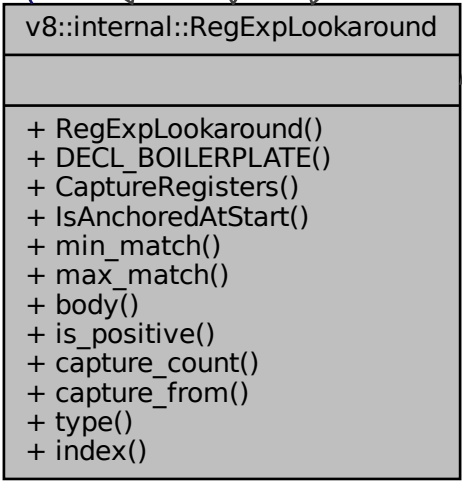 v8::internal::RegExpLookaround
+ RegExpLookaround()
+ DECL_BOILERPLATE()
+ CaptureRegisters()
+ IsAnchoredAtStart()
+ min_match()
+ max_match()
+ body()
+ is_positive()
+ capture_count()
+ capture_from()
+ type()
+ index()